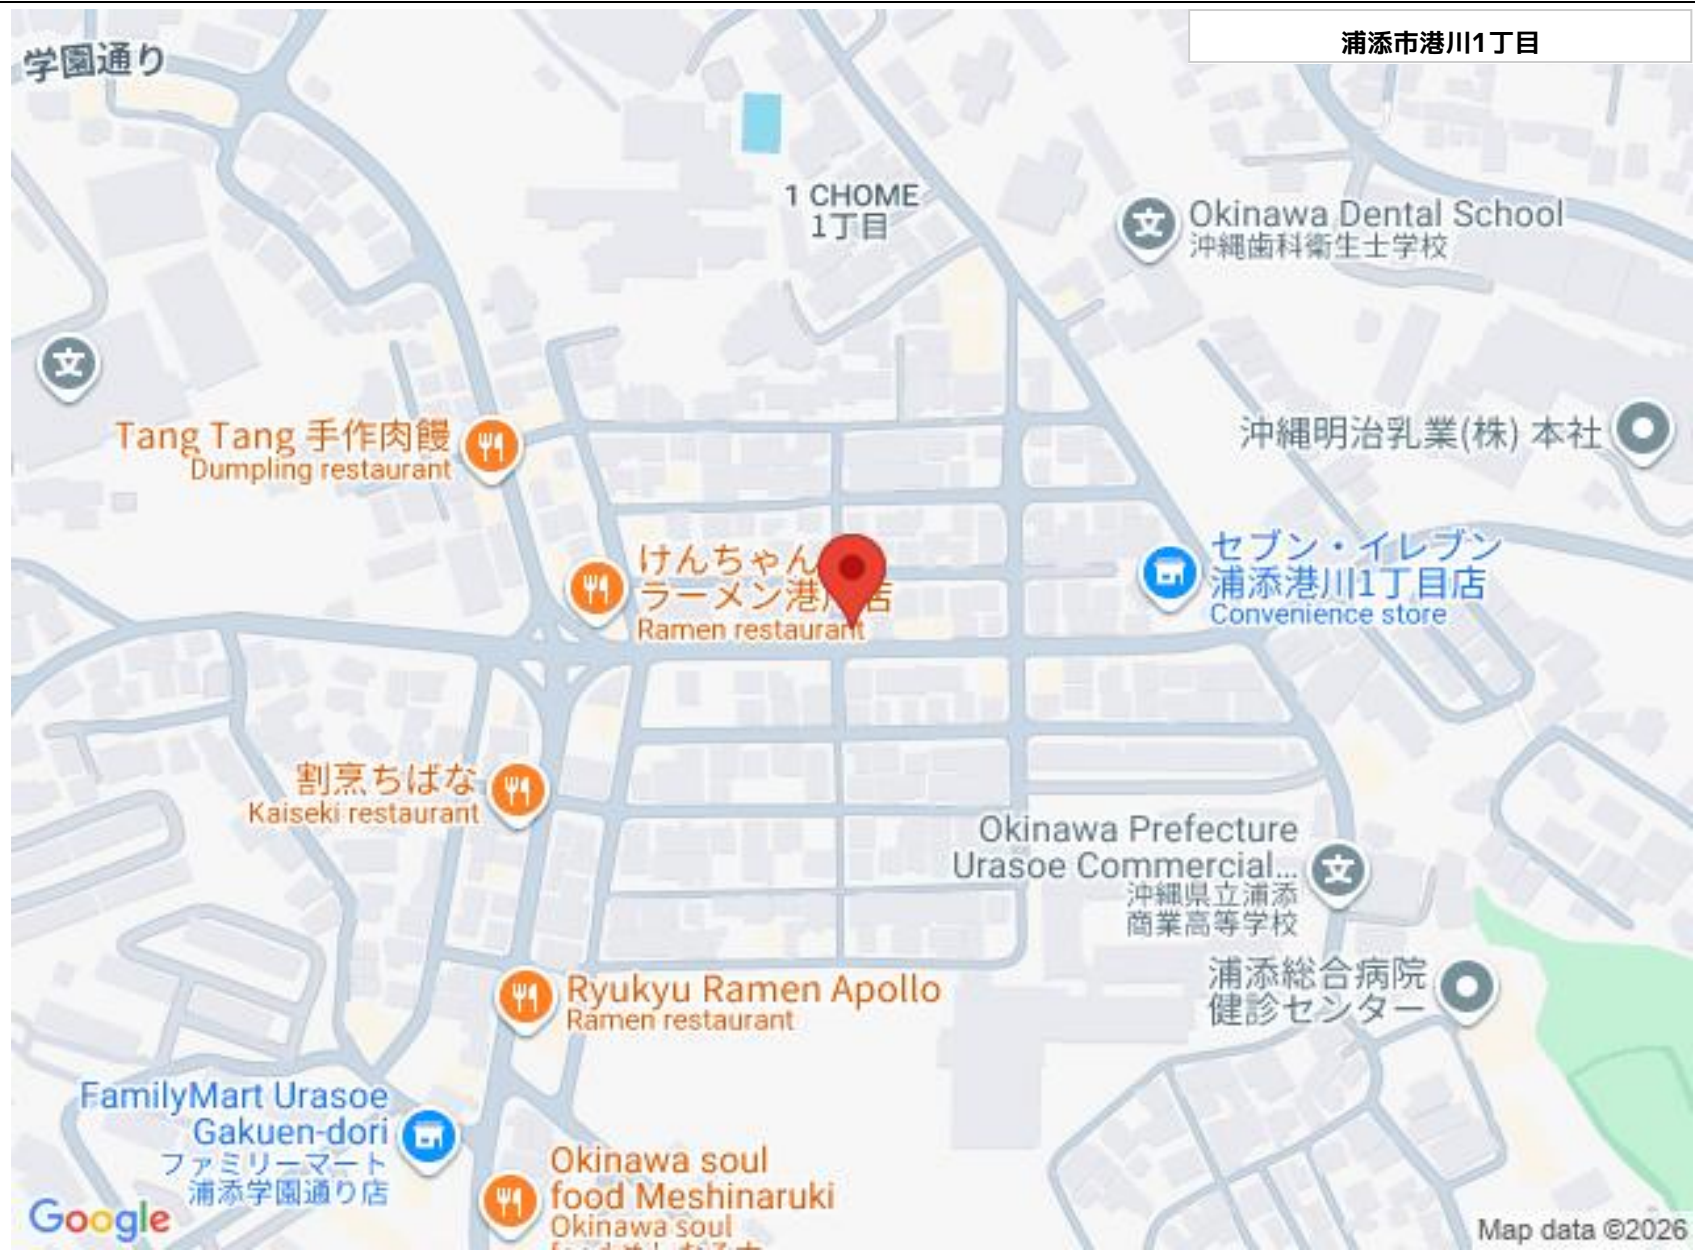 浦添市港川1丁目
学園通り
1 CHOME
1丁目
Okinawa Dental School
沖縄歯科衛生士学校
文
文
Tang Tang 手作肉饅
Dumpling restaurant
沖縄明治乳業(株) 本社
けんちゃん
ラーメン港川店
Ramen restaurant
セブン・イレブン
浦添港川1丁目店
Convenience store
割烹ちばな
Kaiseki restaurant
Okinawa Prefecture
Urasoe Commercial...
沖縄県立浦添
商業高等学校
文
浦添総合病院
健診センター
Ryukyu Ramen Apollo
Ramen restaurant
FamilyMart Urasoe
Gakuen-dori
ファミリーマート
浦添学園通り店
Okinawa soul
food Meshinaruki
Okinawa soul
Google
Map data ©2026